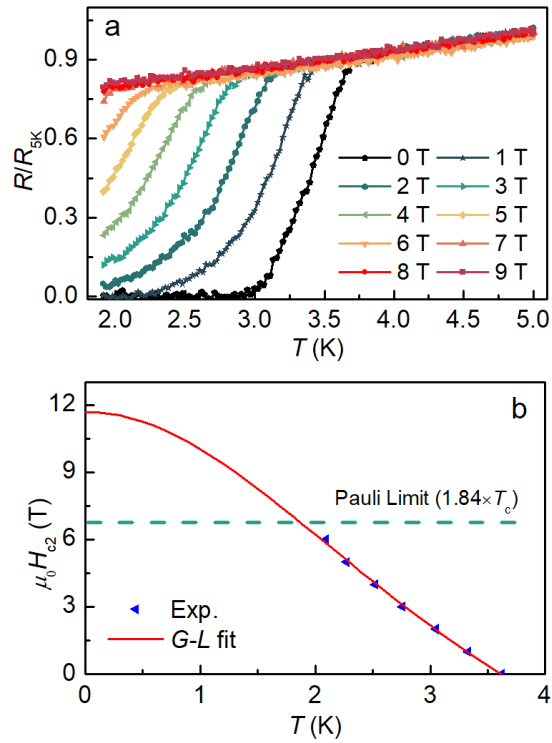 a
R/R5K
0.9
0.6
0.3
0.0
0 T 1 T
2 T 3 T
4 T 5 T
6 T 7 T
8 T 9 T
2.0 2.5 3.0 3.5 4.0 4.5 5.0
T (K)
b
μ0Hc2 (T)
12
9
6
3
0
Pauli Limit (1.84×Tc)
Exp.
G-L fit
0 1 2 3 4
T (K)